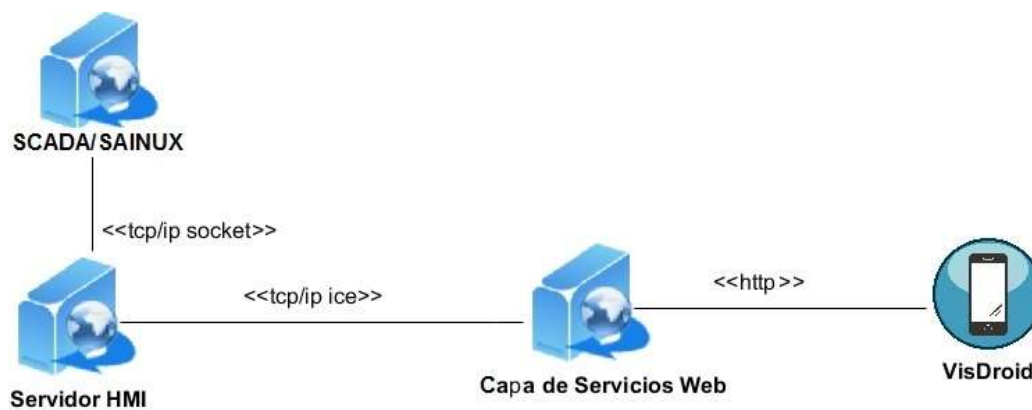 SCADA/SAINUX
<<tcp/ip socket>>
<<tcp/ip ice>>
<<http>>
Servidor HMI
Capa de Servicios Web
VisDroid